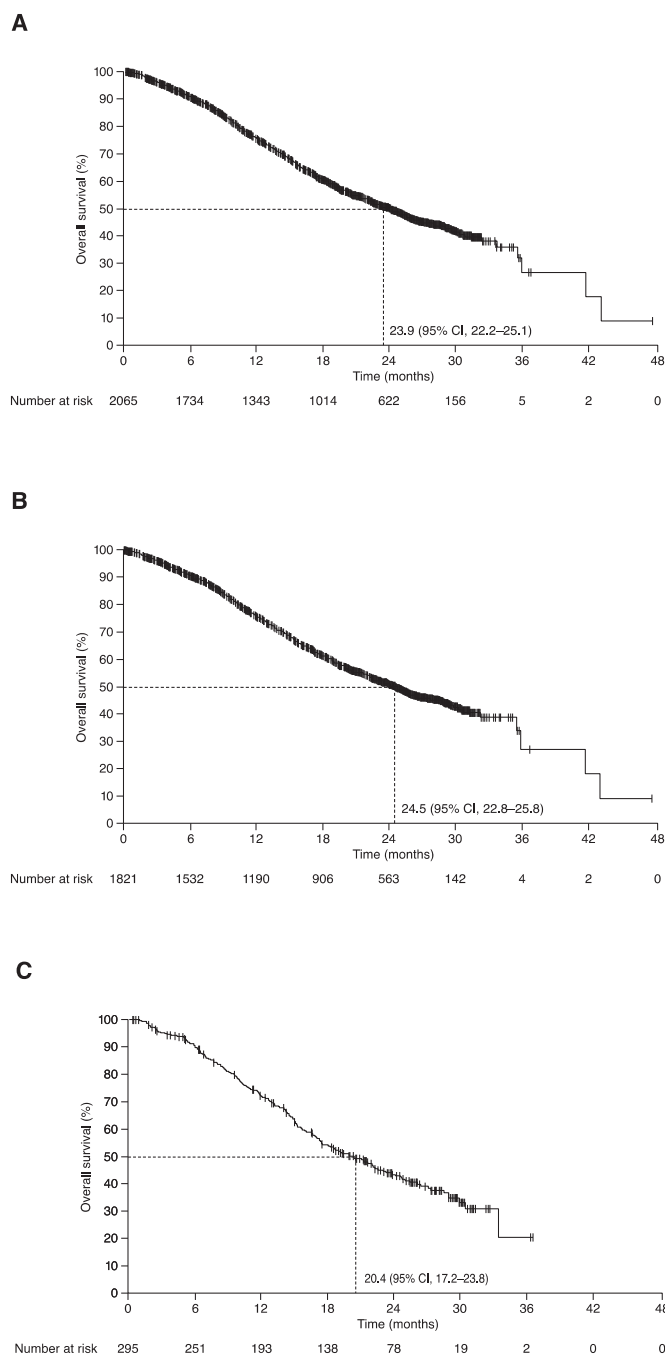 A
100
90
80
70
60
50
40
30
20
10
0
Overall survival (%)
23.9 (95% CI, 22.2–25.1)
0 6 12 18 24 30 36 42 48
Time (months)
Number at risk 2065 1734 1343 1014 622 156 5 2 0
B
100
90
80
70
60
50
40
30
20
10
0
Overall survival (%)
24.5 (95% CI, 22.8–25.8)
0 6 12 18 24 30 36 42 48
Time (months)
Number at risk 1821 1532 1190 906 563 142 4 2 0
C
100
90
80
70
60
50
40
30
20
10
0
Overall survival (%)
20.4 (95% CI, 17.2–23.8)
0 6 12 18 24 30 36 42 48
Time (months)
Number at risk 295 251 193 138 78 19 2 0 0